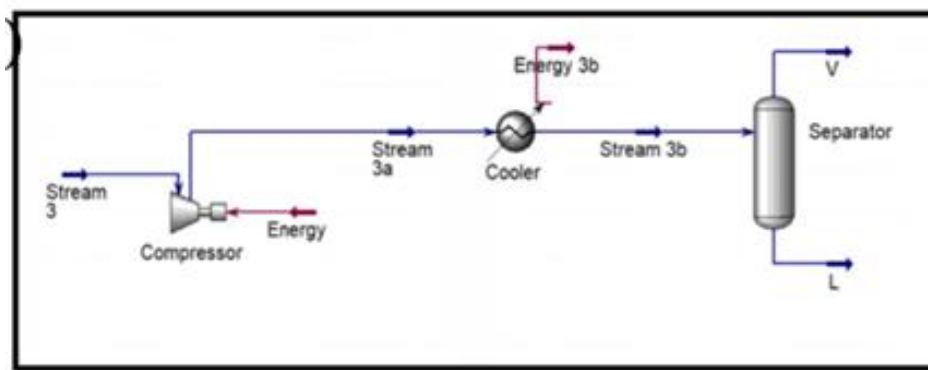 Energy 3b
V
Separator
Stream
3a
Cooler
Stream 3b
Stream
3
Energy
Compressor
L